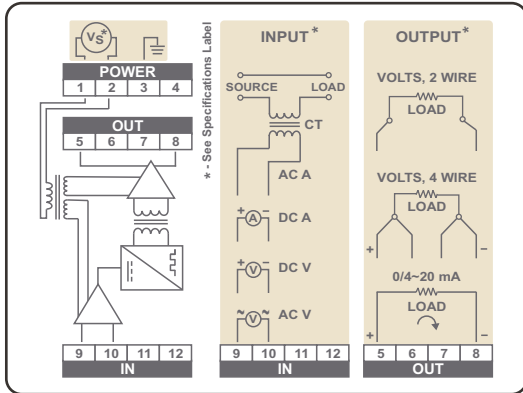 VS*
POWER
1 2 3 4
OUT
5 6 7 8
9 10 11 12
IN
* - See Specifications Label
INPUT*
SOURCE LOAD
CT
AC A
+ A -
DC A
+ V -
DC V
~ V ~
AC V
9 10 11 12
IN
OUTPUT*
VOLTS, 2 WIRE
LOAD
VOLTS, 4 WIRE
LOAD
+ −
0/4~20 mA
LOAD
+ −
5 6 7 8
OUT